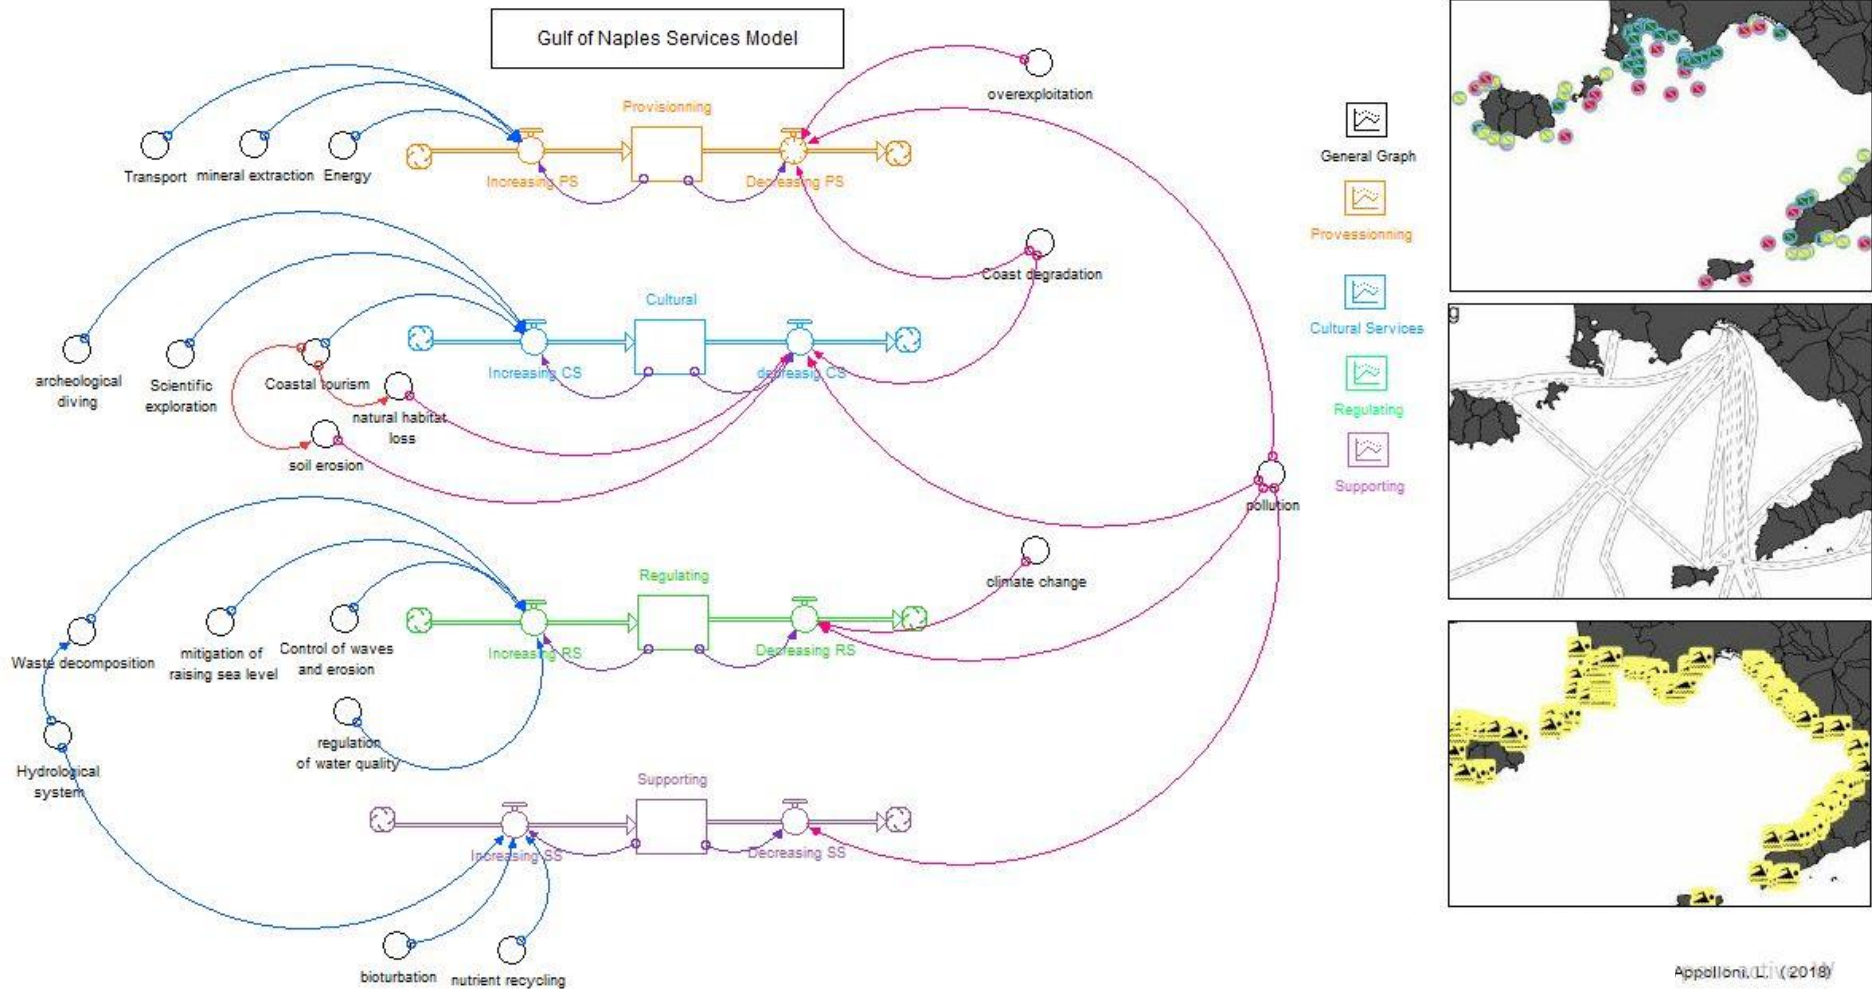 Gulf of Naples Services Model
overexploitation
Provisionning
Transport
mineral extraction
Energy
Increasing PS
Decreasing PS
General Graph
Provessionning
Coast degradation
Cultural
Cultural Services
archeological
diving
Scientific
exploration
Coastal tourism
natural habitat
loss
soil erosion
Increasing CS
depreasig CS
Regulating
Supporting
pollution
climate change
Regulating
Waste decomposition
mitigation of
raising sea level
Control of waves
and erosion
Increasing RS
Decreasing RS
regulation
of water quality
Hydrological
system
Supporting
Increasing SS
Decreasing SS
bioturbation
nutrient recycling
Appolloni, L. (2018)